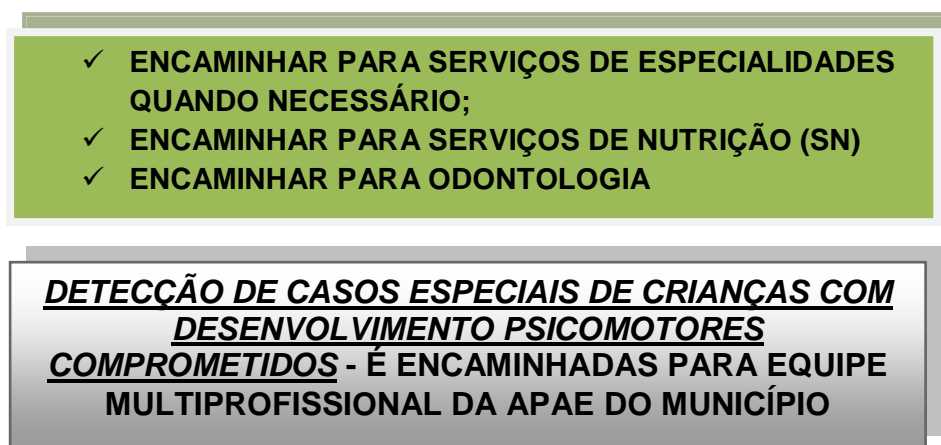 ✓ ENCAMINHAR PARA SERVIÇOS DE ESPECIALIDADES
QUANDO NECESSÁRIO;
✓ ENCAMINHAR PARA SERVIÇOS DE NUTRIÇÃO (SN)
✓ ENCAMINHAR PARA ODONTOLOGIA
DETECÇÃO DE CASOS ESPECIAIS DE CRIANÇAS COM
DESENVOLVIMENTO PSICOMOTORES
COMPROMETIDOS - É ENCAMINHADAS PARA EQUIPE
MULTIPROFISSIONAL DA APAE DO MUNICÍPIO